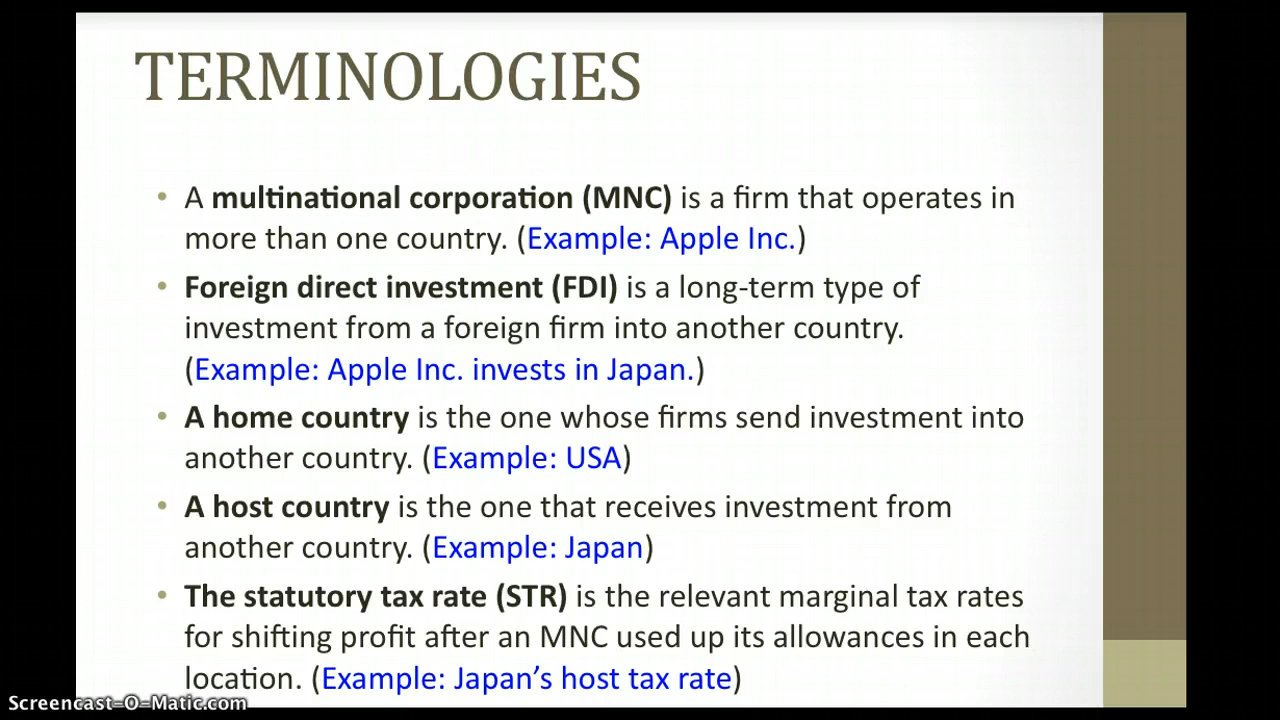 TERMINOLOGIES
• A multinational corporation (MNC) is a firm that operates in
more than one country. (Example: Apple Inc.)
• Foreign direct investment (FDI) is a long-term type of
investment from a foreign firm into another country.
(Example: Apple Inc. invests in Japan.)
• A home country is the one whose firms send investment into
another country. (Example: USA)
• A host country is the one that receives investment from
another country. (Example: Japan)
• The statutory tax rate (STR) is the relevant marginal tax rates
for shifting profit after an MNC used up its allowances in each
location. (Example: Japan’s host tax rate)
Screencast-O-Matic.com